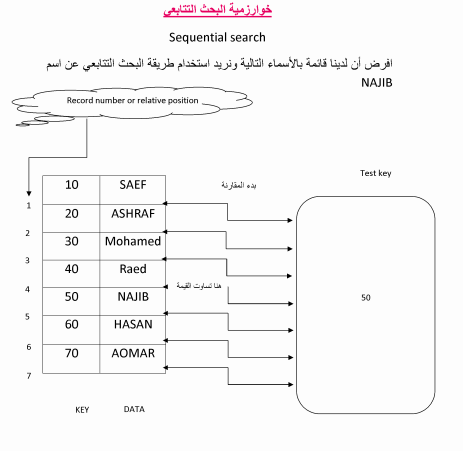 خوارزمية البحث التتابعي
Sequential search
افرض أن لدينا قائمة بالأسماء التالية ونريد استخدام طريقة البحث التتابعي عن اسم
NAJIB
Record number or relative position
Test key
بدء المقارنة
10 SAEF
1
20 ASHRAF
2
30 Mohamed
3
40 Raed
4
هنا تساوت القيمة
50 NAJIB
50
5
60 HASAN
6
70 AOMAR
7
KEY DATA